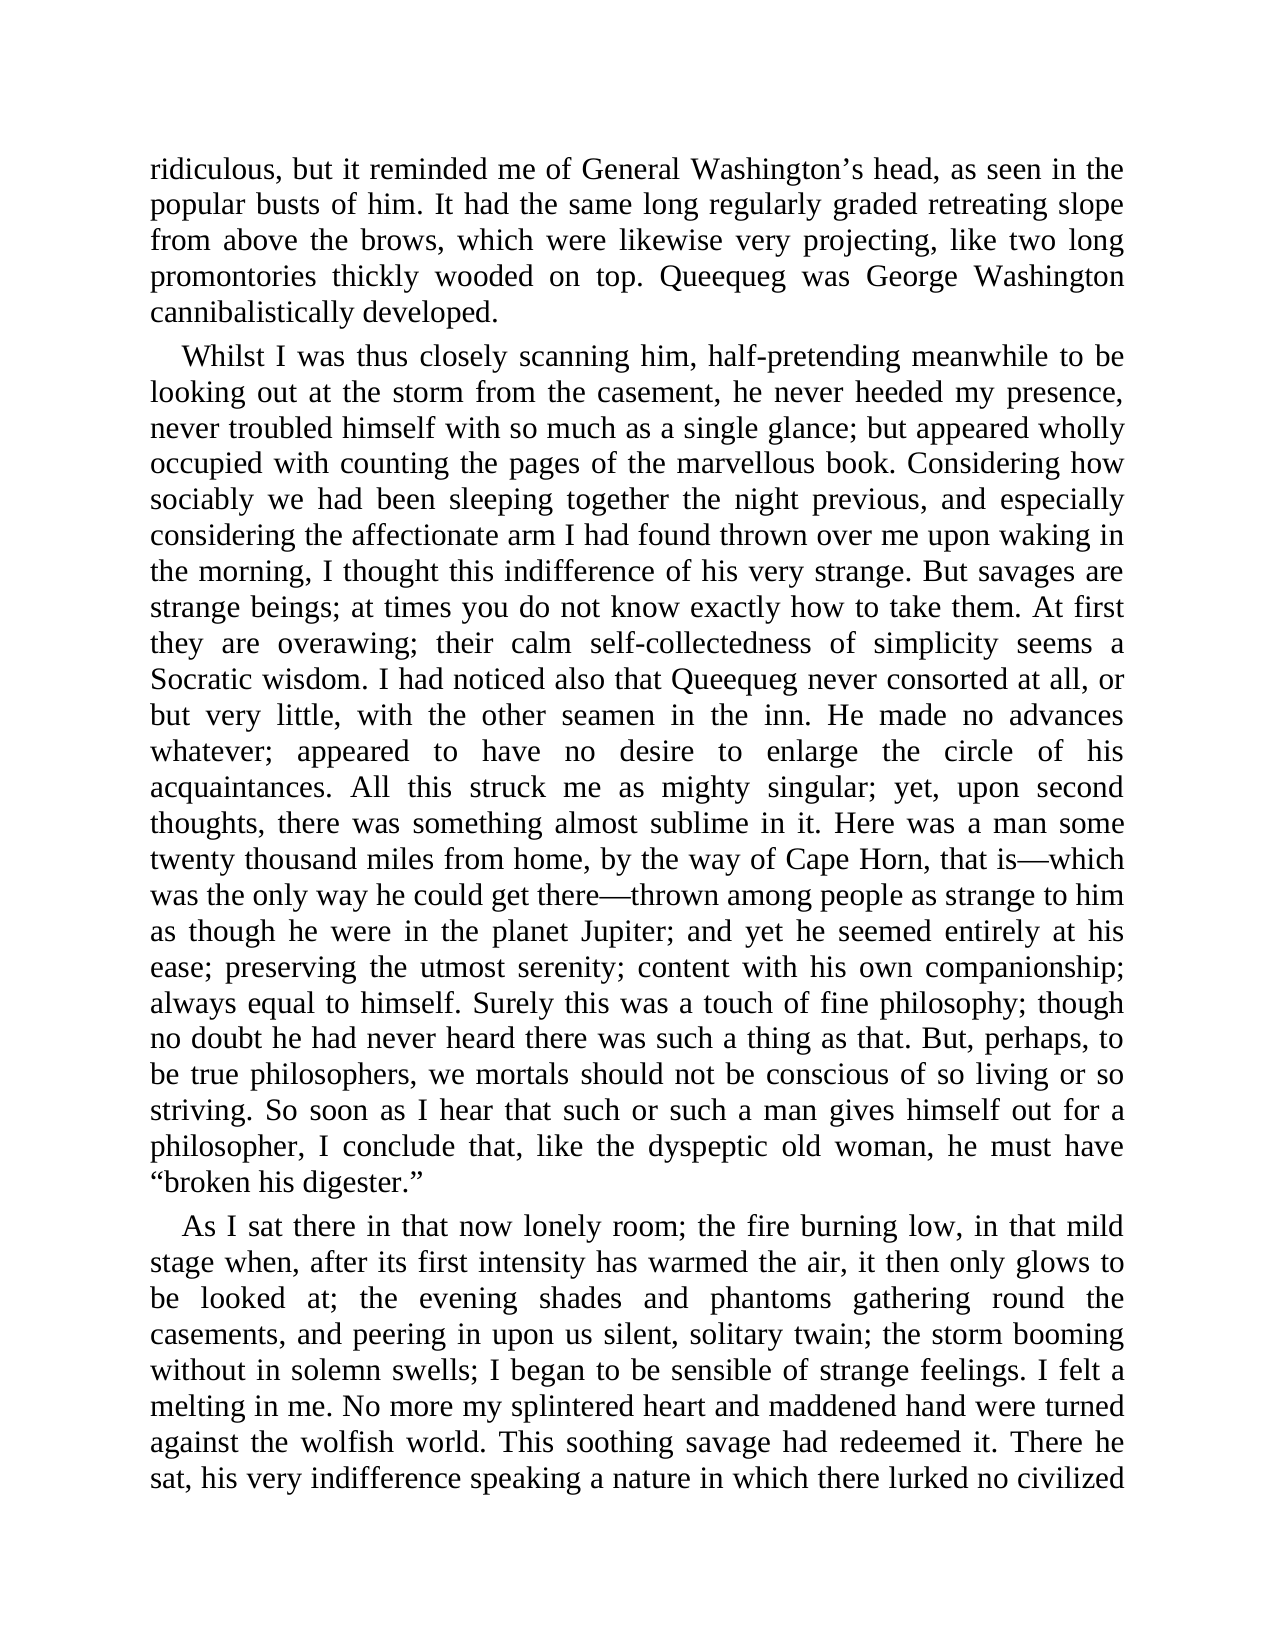 ridiculous, but it reminded me of General Washington’s head, as seen in the
popular busts of him. It had the same long regularly graded retreating slope
from above the brows, which were likewise very projecting, like two long
promontories thickly wooded on top. Queequeg was George Washington
cannibalistically developed.
Whilst I was thus closely scanning him, half-pretending meanwhile to be
looking out at the storm from the casement, he never heeded my presence,
never troubled himself with so much as a single glance; but appeared wholly
occupied with counting the pages of the marvellous book. Considering how
sociably we had been sleeping together the night previous, and especially
considering the affectionate arm I had found thrown over me upon waking in
the morning, I thought this indifference of his very strange. But savages are
strange beings; at times you do not know exactly how to take them. At first
they are overawing; their calm self-collectedness of simplicity seems a
Socratic wisdom. I had noticed also that Queequeg never consorted at all, or
but very little, with the other seamen in the inn. He made no advances
whatever; appeared to have no desire to enlarge the circle of his
acquaintances. All this struck me as mighty singular; yet, upon second
thoughts, there was something almost sublime in it. Here was a man some
twenty thousand miles from home, by the way of Cape Horn, that is—which
was the only way he could get there—thrown among people as strange to him
as though he were in the planet Jupiter; and yet he seemed entirely at his
ease; preserving the utmost serenity; content with his own companionship;
always equal to himself. Surely this was a touch of fine philosophy; though
no doubt he had never heard there was such a thing as that. But, perhaps, to
be true philosophers, we mortals should not be conscious of so living or so
striving. So soon as I hear that such or such a man gives himself out for a
philosopher, I conclude that, like the dyspeptic old woman, he must have
“broken his digester.”
As I sat there in that now lonely room; the fire burning low, in that mild
stage when, after its first intensity has warmed the air, it then only glows to
be looked at; the evening shades and phantoms gathering round the
casements, and peering in upon us silent, solitary twain; the storm booming
without in solemn swells; I began to be sensible of strange feelings. I felt a
melting in me. No more my splintered heart and maddened hand were turned
against the wolfish world. This soothing savage had redeemed it. There he
sat, his very indifference speaking a nature in which there lurked no civilized